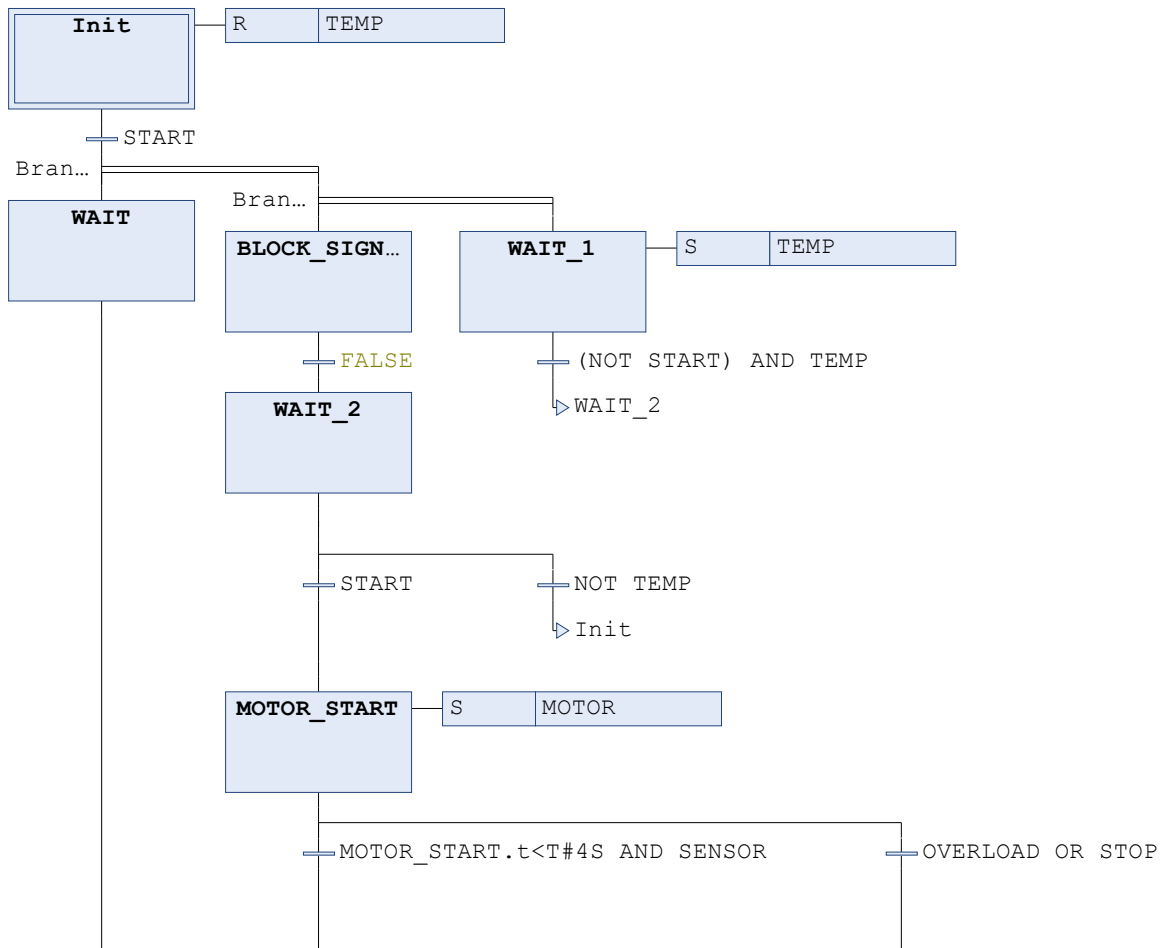 Init
R TEMP
START
Bran…
Bran…
WAIT
BLOCK_SIGN…
WAIT_1
S TEMP
FALSE
(NOT START) AND TEMP
WAIT_2
WAIT_2
START
NOT TEMP
Init
MOTOR_START
S MOTOR
MOTOR_START.t<T#4S AND SENSOR
OVERLOAD OR STOP